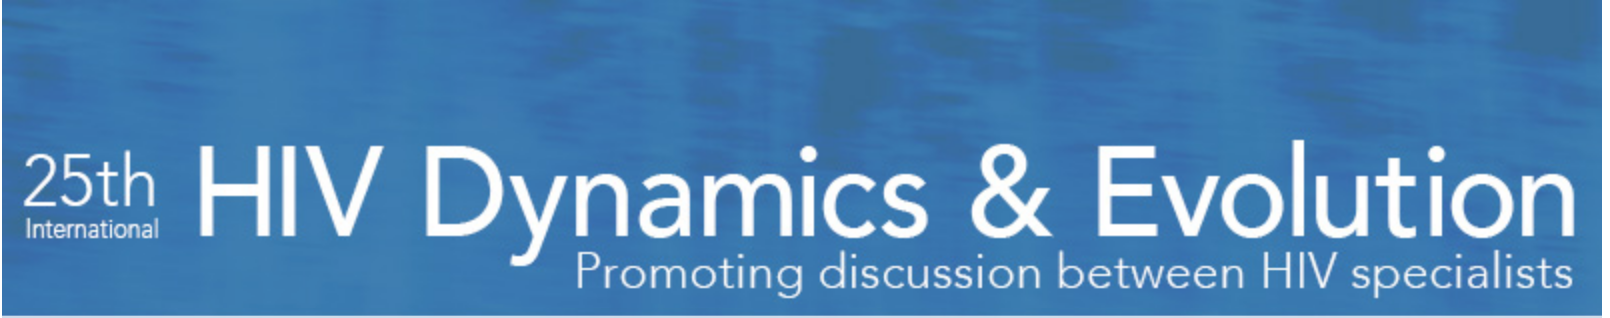 25th
International
HIV Dynamics & Evolution
Promoting discussion between HIV specialists